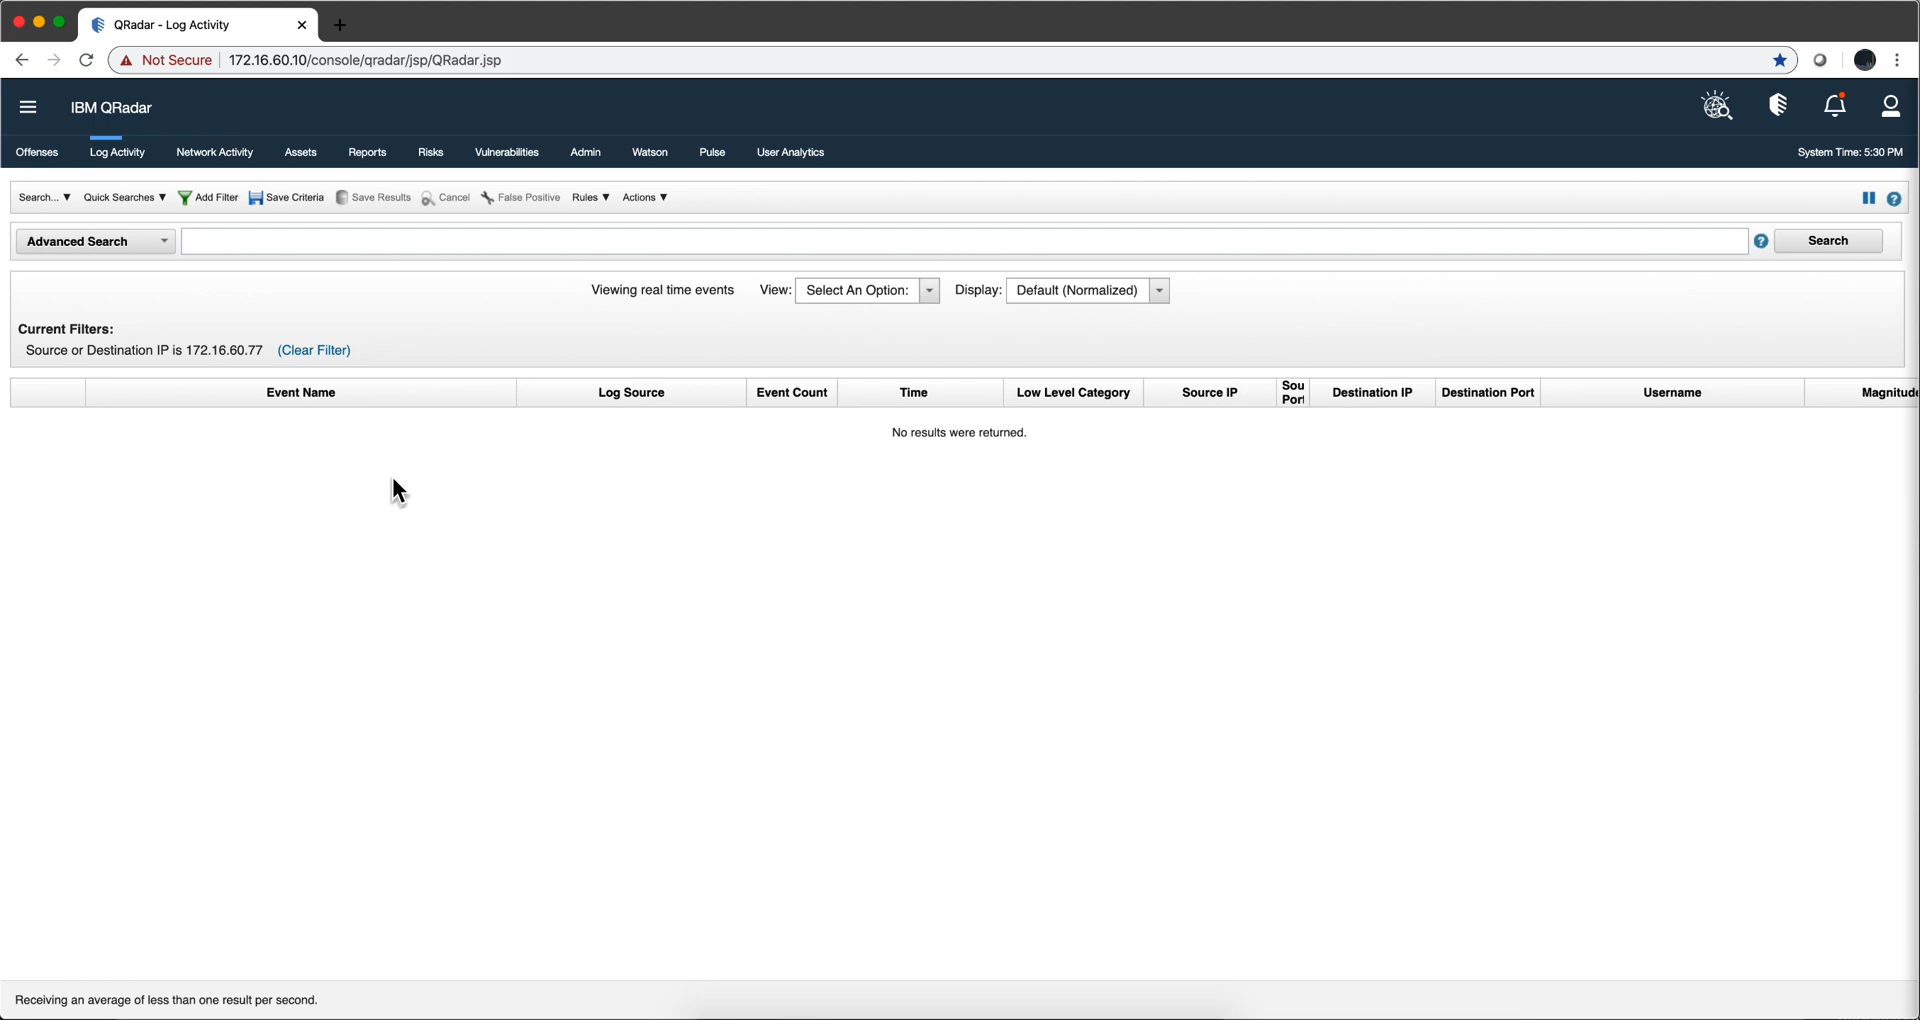 QRadar - Log Activity
Not Secure 172.16.60.10/console/qradar/jsp/QRadar.jsp
IBM QRadar
Offenses Log Activity Network Activity Assets Reports Risks Vulnerabilities Admin Watson Pulse User Analytics System Time: 5:30 PM
Search... Quick Searches Add Filter Save Criteria Save Results Cancel False Positive Rules Actions
Advanced Search Search
Viewing real time events View: Select An Option: Display: Default (Normalized)
Current Filters:
Source or Destination IP is 172.16.60.77 (Clear Filter)
Event Name Log Source Event Count Time Low Level Category Source IP Sou Port Destination IP Destination Port Username Magnitude
No results were returned.
Receiving an average of less than one result per second.